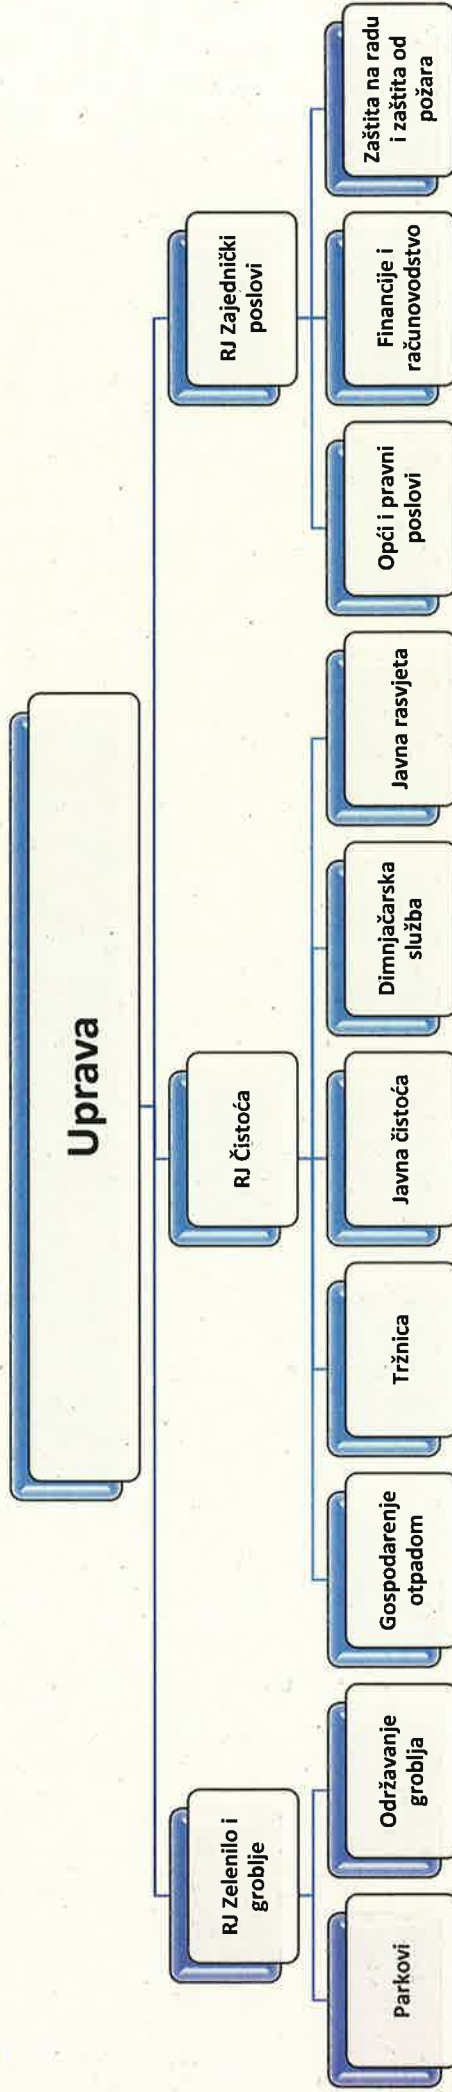 Uprava
RJ Zelenilo i
groblje
RJ Čistoća
RJ Zajednički
poslovi
Parkovi
Održavanje
groblja
Gospodarenje
otpadom
Tržnica
Javna čistoća
Dimnjačarska
služba
Javna rasvjeta
Opći i pravni
poslovi
Financije i
računovodstvo
Zaštita na radu
i zaštita od
požara